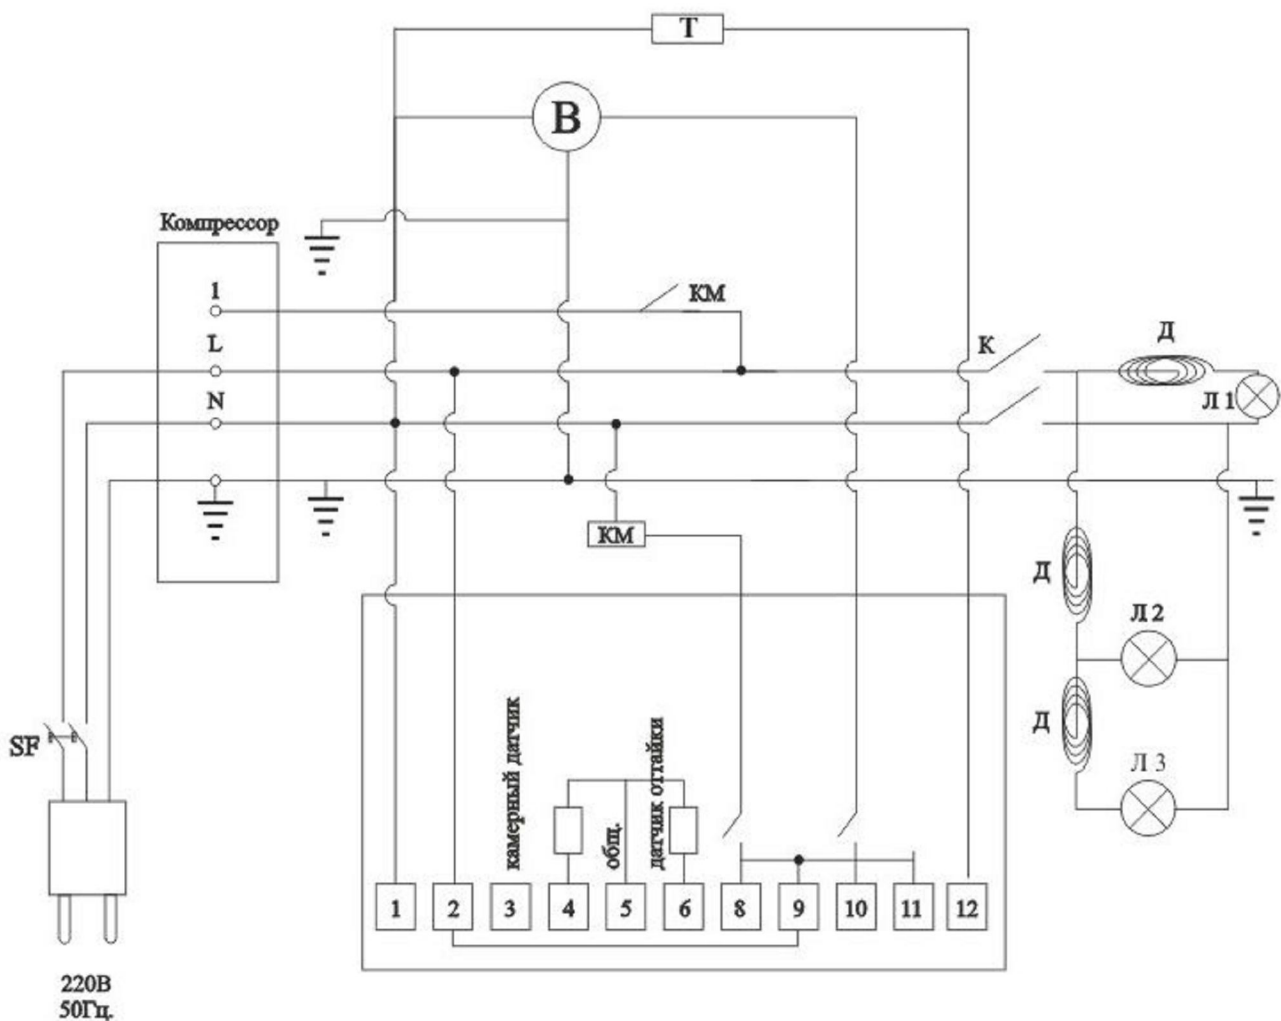 Т
В
Компрессор
1
КМ
L
К
Д
N
Л 1
КМ
Д
Л 2
SF
Д
Л 3
камерный датчик
общ.
датчик оттайки
1 2 3 4 5 6 8 9 10 11 12
220В
50Гц.